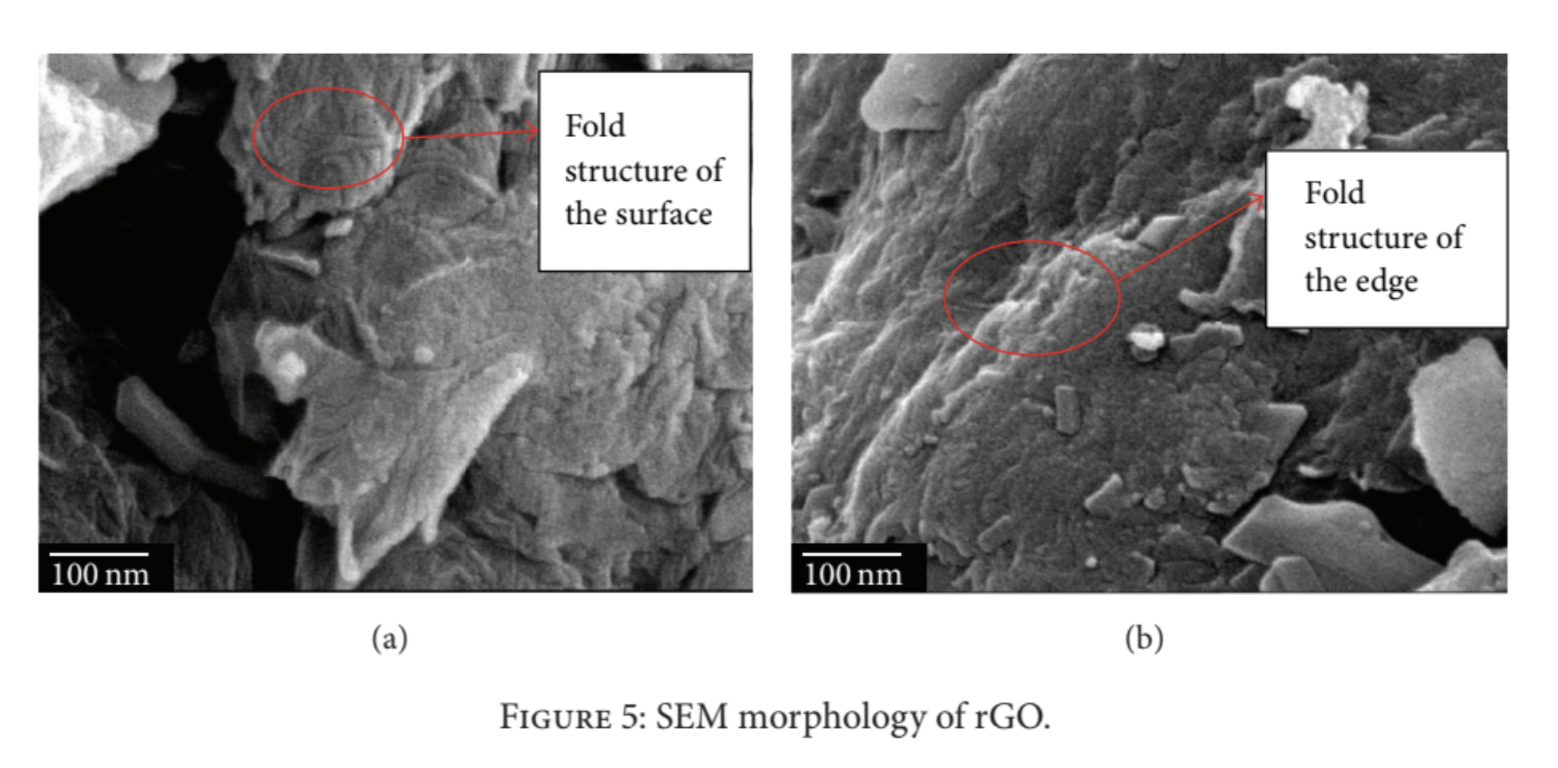 Fold
structure of
the surface
100 nm
(a)
Fold
structure of
the edge
100 nm
(b)
FIGURE 5: SEM morphology of rGO.